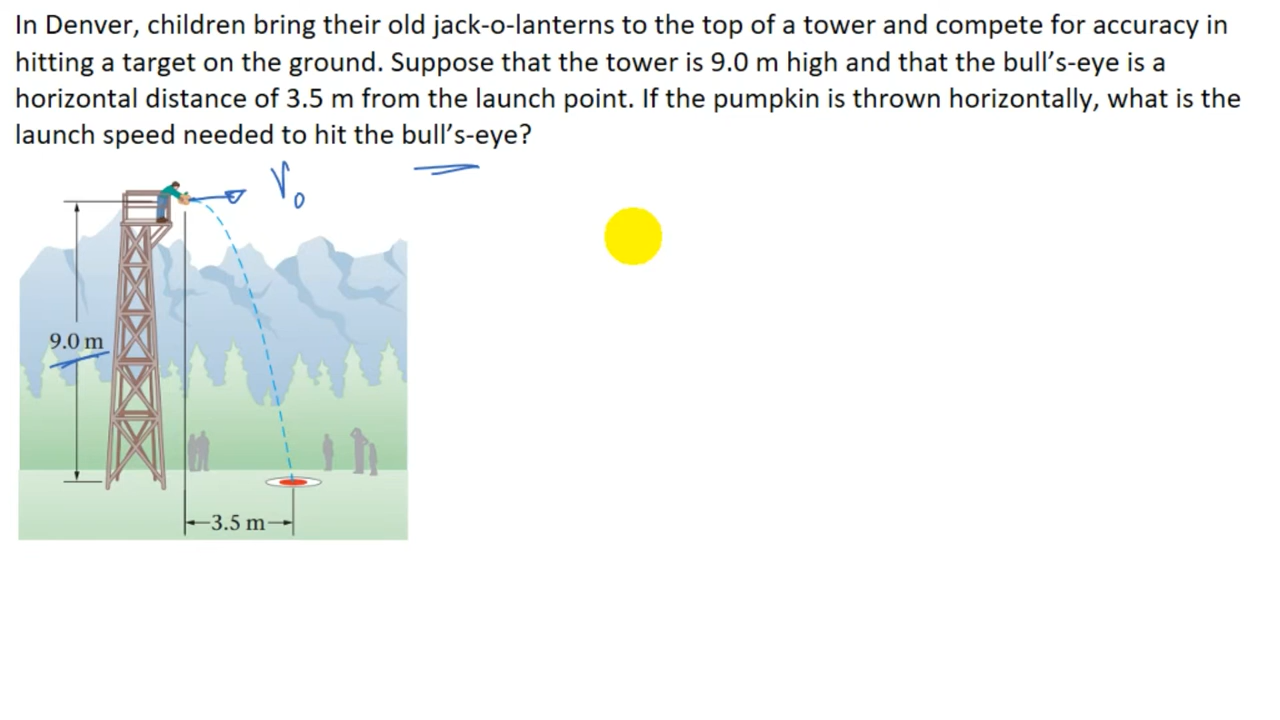 In Denver, children bring their old jack-o-lanterns to the top of a tower and compete for accuracy in
hitting a target on the ground. Suppose that the tower is 9.0 m high and that the bull’s-eye is a
horizontal distance of 3.5 m from the launch point. If the pumpkin is thrown horizontally, what is the
launch speed needed to hit the bull’s-eye?
V₀
9.0 m
3.5 m